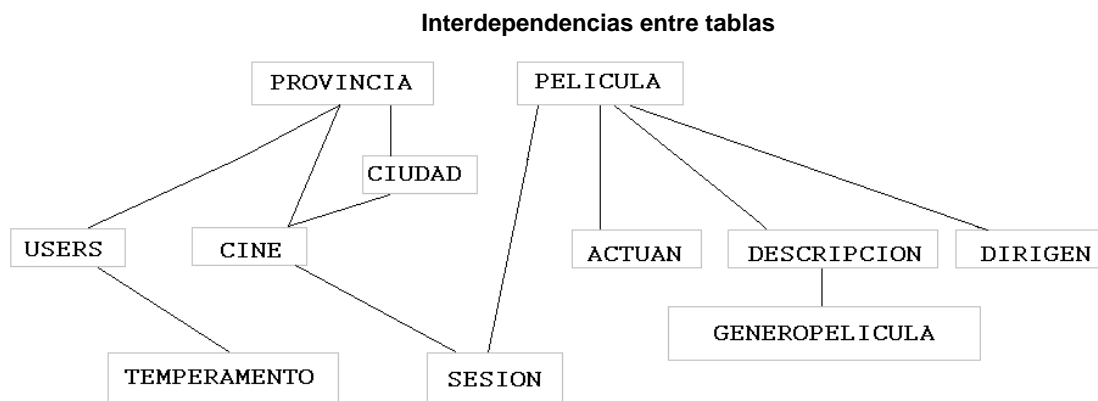 Interdependencias entre tablas
PROVINCIA
PELICULA
CIUDAD
USERS
CINE
ACTUAN
DESCRIPCION
DIRIGEN
GENEROPELICULA
TEMPERAMENTO
SESION